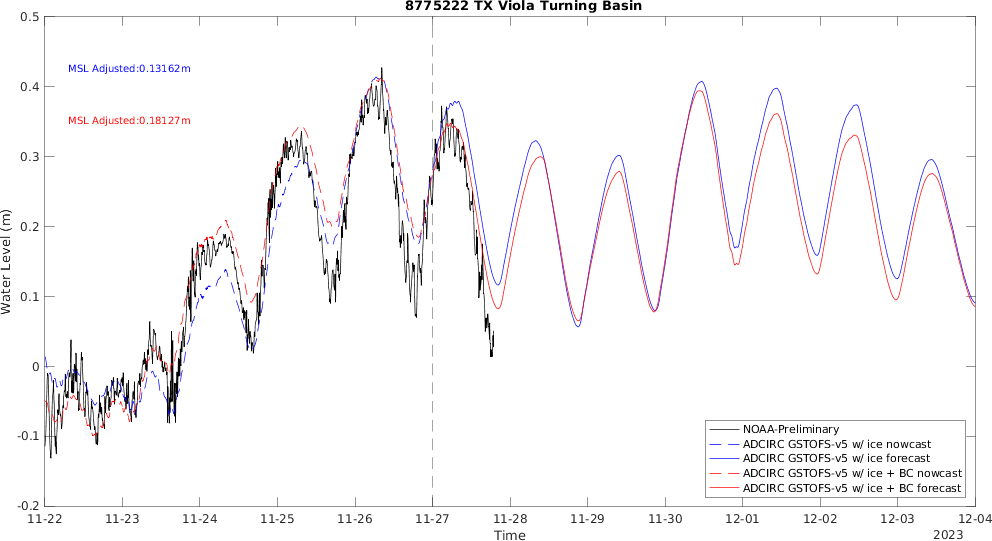 8775222 TX Viola Turning Basin
0.5
0.4
0.3
0.2
0.1
0
-0.1
-0.2
Water Level (m)
MSL Adjusted:0.13162m
MSL Adjusted:0.18127m
NOAA-Preliminary
ADCIRC GSTOFS-v5 w/ ice nowcast
ADCIRC GSTOFS-v5 w/ ice forecast
ADCIRC GSTOFS-v5 w/ ice + BC nowcast
ADCIRC GSTOFS-v5 w/ ice + BC forecast
11-22 11-23 11-24 11-25 11-26 11-27 11-28 11-29 11-30 12-01 12-02 12-03 12-04
Time
2023